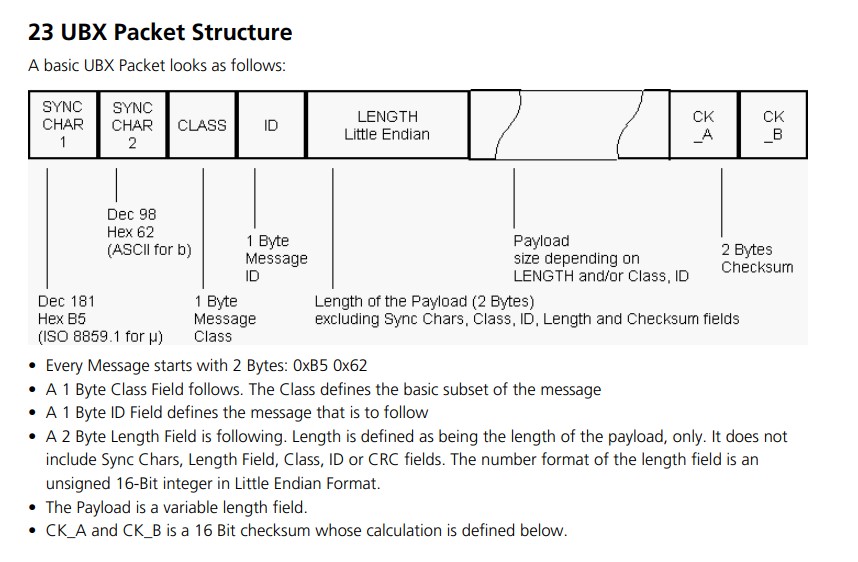 23 UBX Packet Structure
A basic UBX Packet looks as follows:
SYNC
CHAR
1
SYNC
CHAR
2
CLASS
ID
LENGTH
Little Endian
CK
_A
CK
_B
Dec 98
Hex 62
(ASCII for b)
1 Byte
Message
ID
Payload
size depending on
LENGTH and/or Class, ID
2 Bytes
Checksum
Dec 181
Hex B5
(ISO 8859.1 for µ)
1 Byte
Message
Class
Length of the Payload (2 Bytes)
excluding Sync Chars, Class, ID, Length and Checksum fields
• Every Message starts with 2 Bytes: 0xB5 0x62
• A 1 Byte Class Field follows. The Class defines the basic subset of the message
• A 1 Byte ID Field defines the message that is to follow
• A 2 Byte Length Field is following. Length is defined as being the length of the payload, only. It does not
include Sync Chars, Length Field, Class, ID or CRC fields. The number format of the length field is an
unsigned 16-Bit integer in Little Endian Format.
• The Payload is a variable length field.
• CK_A and CK_B is a 16 Bit checksum whose calculation is defined below.